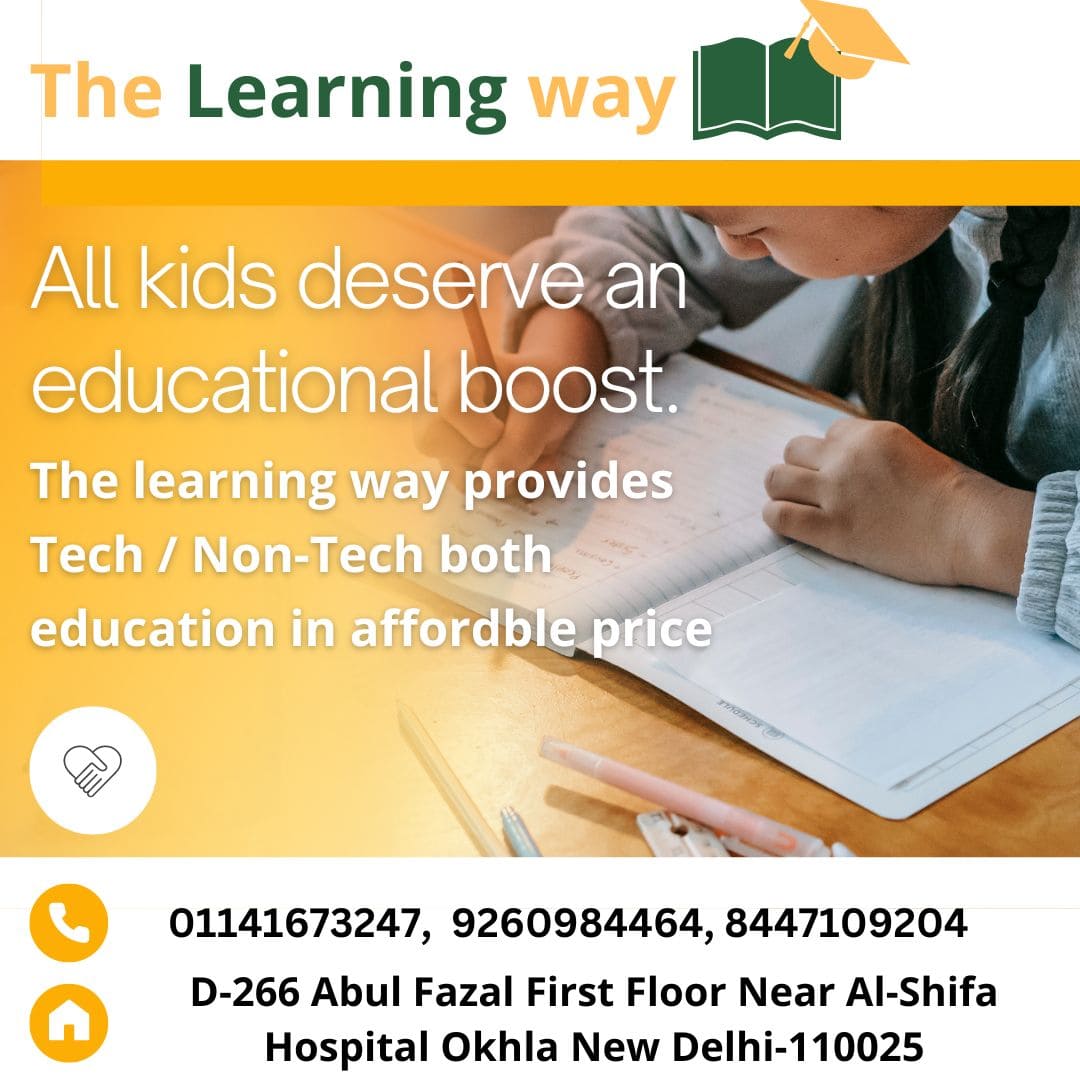 The Learning way
All kids deserve an
educational boost.
The learning way provides
Tech / Non-Tech both
education in affordble price
SCHEDULE
01141673247, 9260984464, 8447109204
D-266 Abul Fazal First Floor Near Al-Shifa
Hospital Okhla New Delhi-110025